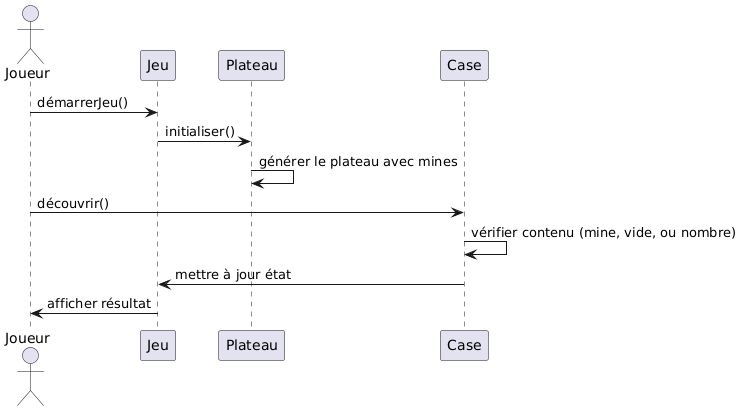 Joueur
Jeu
Plateau
Case
démarrerJeu()
initialiser()
générer le plateau avec mines
découvrir()
vérifier contenu (mine, vide, ou nombre)
mettre à jour état
afficher résultat
Joueur
Jeu
Plateau
Case